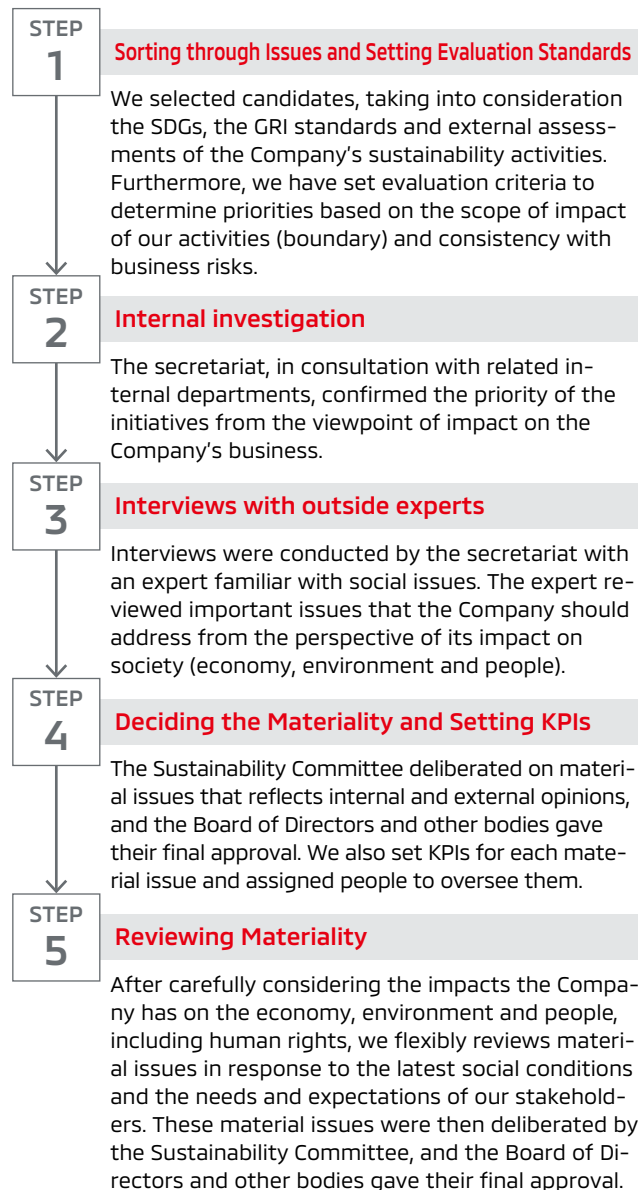 STEP
1
Sorting through Issues and Setting Evaluation Standards
We selected candidates, taking into consideration
the SDGs, the GRI standards and external assess-
ments of the Company's sustainability activities.
Furthermore, we have set evaluation criteria to
determine priorities based on the scope of impact
of our activities (boundary) and consistency with
business risks.
STEP
2
Internal investigation
The secretariat, in consultation with related in-
ternal departments, confirmed the priority of the
initiatives from the viewpoint of impact on the
Company's business.
STEP
3
Interviews with outside experts
Interviews were conducted by the secretariat with
an expert familiar with social issues. The expert re-
viewed important issues that the Company should
address from the perspective of its impact on
society (economy, environment and people).
STEP
4
Deciding the Materiality and Setting KPIs
The Sustainability Committee deliberated on materi-
al issues that reflects internal and external opinions,
and the Board of Directors and other bodies gave
their final approval. We also set KPIs for each mate-
rial issue and assigned people to oversee them.
STEP
5
Reviewing Materiality
After carefully considering the impacts the Compa-
ny has on the economy, environment and people,
including human rights, we flexibly reviews materi-
al issues in response to the latest social conditions
and the needs and expectations of our stakehold-
ers. These material issues were then deliberated by
the Sustainability Committee, and the Board of Di-
rectors and other bodies gave their final approval.